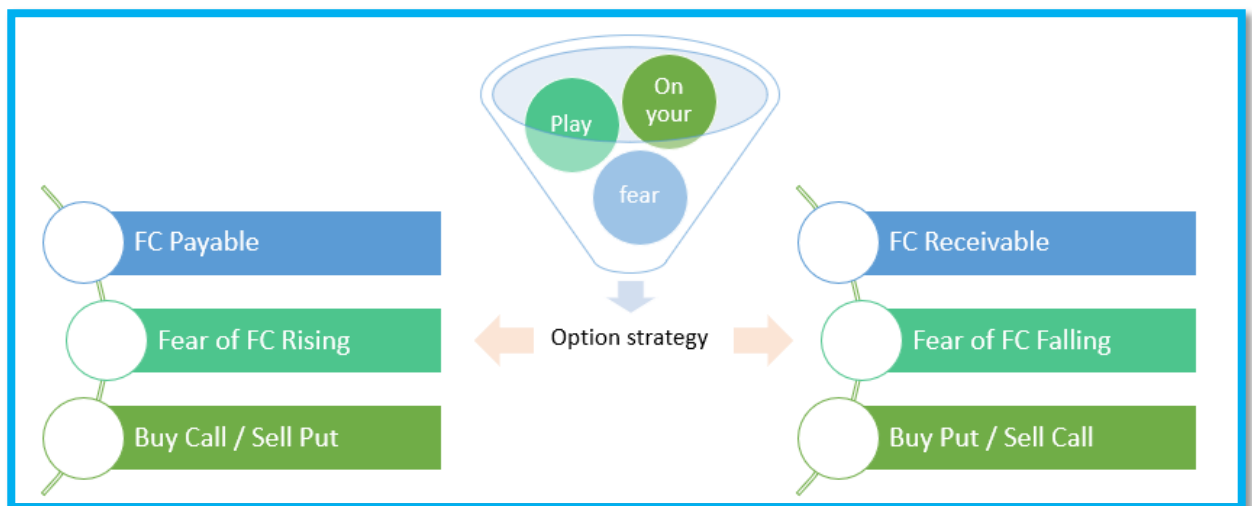 Play
On
your
fear
Option strategy
FC Payable
Fear of FC Rising
Buy Call / Sell Put
FC Receivable
Fear of FC Falling
Buy Put / Sell Call